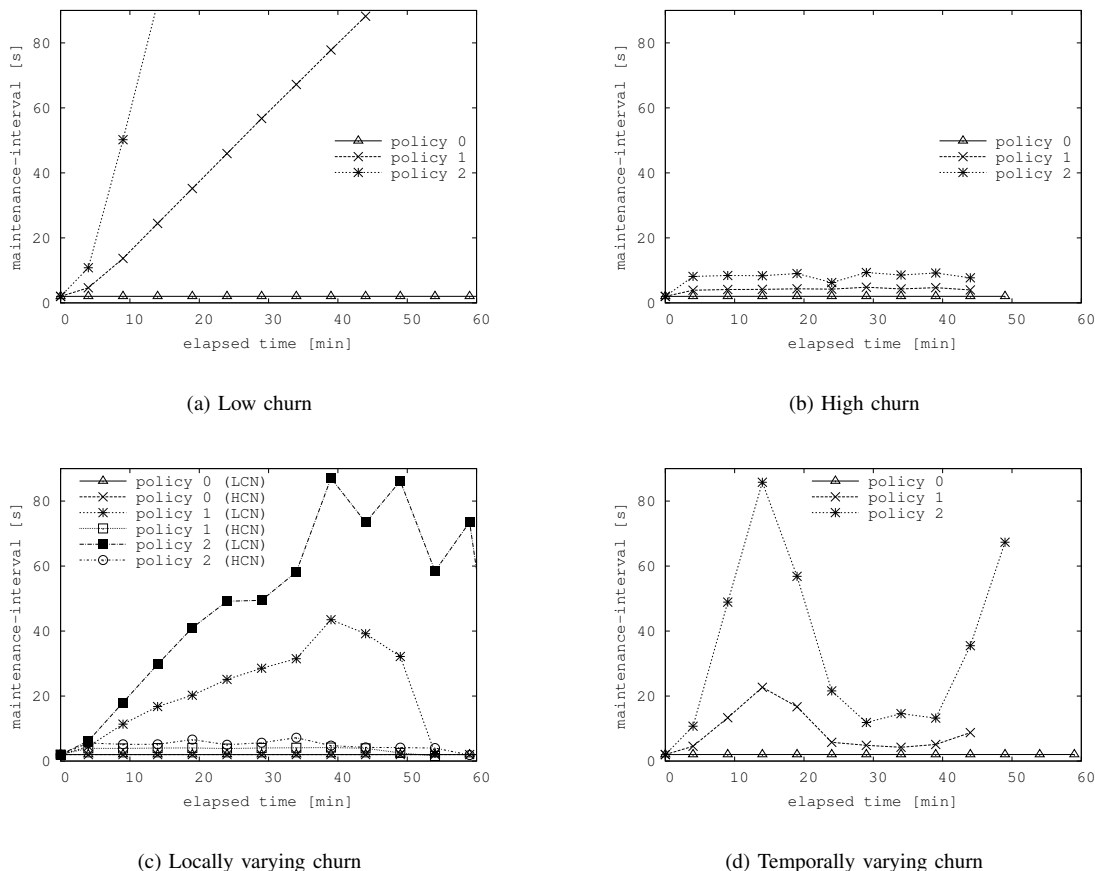 80
60
40
20
0
maintenance-interval [s]
0 10 20 30 40 50 60
elapsed time [min]
policy 0
policy 1
policy 2
(a) Low churn
80
60
40
20
0
maintenance-interval [s]
0 10 20 30 40 50 60
elapsed time [min]
policy 0
policy 1
policy 2
(b) High churn
80
60
40
20
0
maintenance-interval [s]
0 10 20 30 40 50 60
elapsed time [min]
policy 0 (LCN)
policy 0 (HCN)
policy 1 (LCN)
policy 1 (HCN)
policy 2 (LCN)
policy 2 (HCN)
(c) Locally varying churn
80
60
40
20
0
maintenance-interval [s]
0 10 20 30 40 50 60
elapsed time [min]
policy 0
policy 1
policy 2
(d) Temporally varying churn